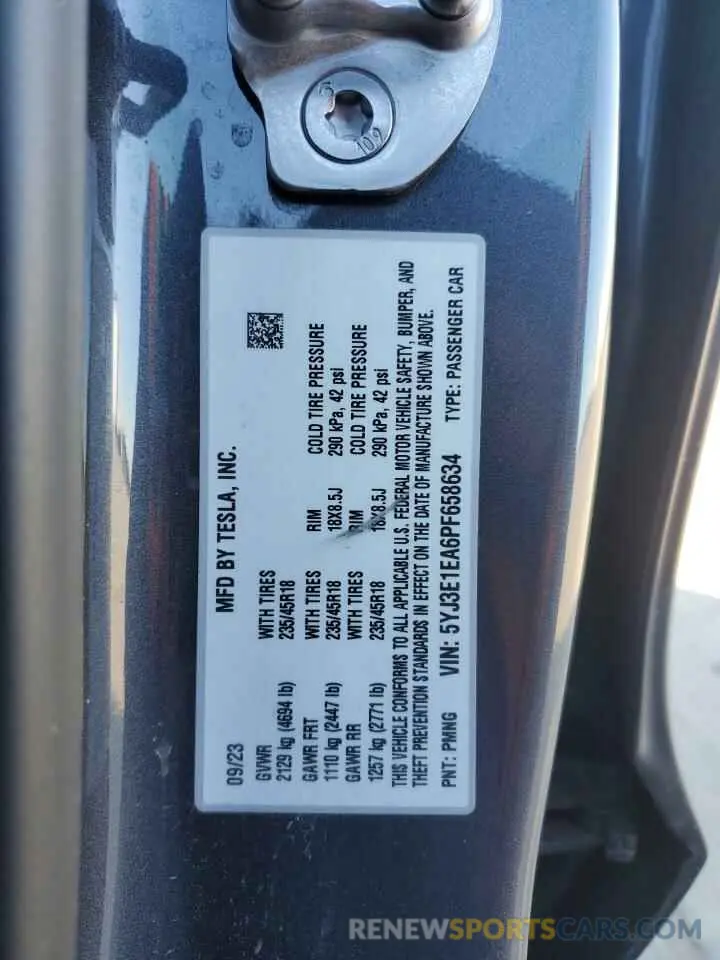 5
10.9
MFD BY TESLA, INC.
09/23
GVWR WITH TIRES
2129 kg (4694 lb) 235/45R18
GAWR FRT WITH TIRES RIM COLD TIRE PRESSURE
1110 kg (2447 lb) 235/45R18 18X8.5J 290 kPa, 42 psi
GAWR RR WITH TIRES RIM COLD TIRE PRESSURE
1257 kg (2771 lb) 235/45R18 18X8.5J 290 kPa, 42 psi
THIS VEHICLE CONFORMS TO ALL APPLICABLE U.S. FEDERAL MOTOR VEHICLE SAFETY, BUMPER, AND
THEFT PREVENTION STANDARDS IN EFFECT ON THE DATE OF MANUFACTURE SHOWN ABOVE.
PNT: PMNG VIN: 5YJ3E1EA6PF658634 TYPE: PASSENGER CAR
RENEWSPORTSCARS.COM